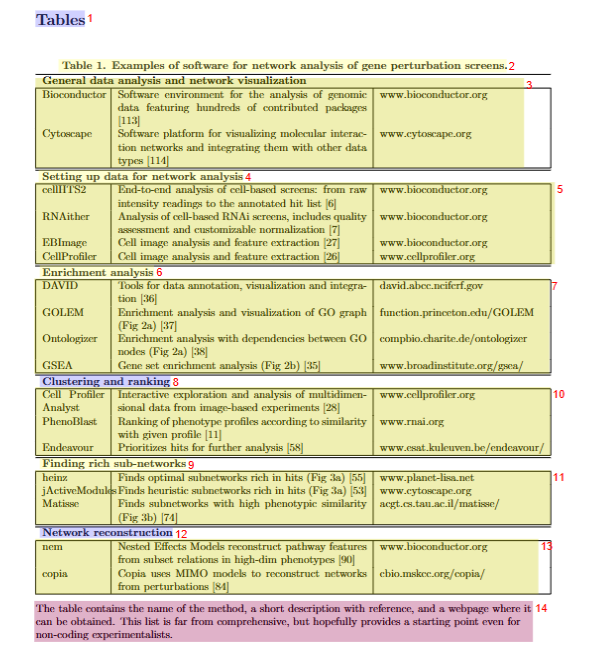 Tables 1
Table 1. Examples of software for network analysis of gene perturbation screens. 2
General data analysis and network visualization 3
Bioconductor Software environment for the analysis of genomic www.bioconductor.org
data featuring hundreds of contributed packages
[113]
Cytoscape Software platform for visualizing molecular interac- www.cytoscape.org
tion networks and integrating them with other data
types [114]
Setting up data for network analysis 4
cellHTS2 End-to-end analysis of cell-based screens: from raw www.bioconductor.org 5
intensity readings to the annotated hit list [6]
RNAither Analysis of cell-based RNAi screens, includes quality www.bioconductor.org
assessment and customizable normalization [7]
EBImage Cell image analysis and feature extraction [27] www.bioconductor.org
CellProfiler Cell image analysis and feature extraction [26] www.cellprofiler.org
Enrichment analysis 6
DAVID Tools for data annotation, visualization and integra- david.abcc.ncifcrf.gov 7
tion [36]
GOLEM Enrichment analysis and visualization of GO graph function.princeton.edu/GOLEM
(Fig 2a) [37]
Ontologizer Enrichment analysis with dependencies between GO compbio.charite.de/ontologizer
nodes (Fig 2a) [38]
GSEA Gene set enrichment analysis (Fig 2b) [35] www.broadinstitute.org/gsea/
Clustering and ranking 8
Cell Profiler Interactive exploration and analysis of multidimen- www.cellprofiler.org 10
Analyst sional data from image-based experiments [28]
PhenoBlast Ranking of phenotype profiles according to similarity www.rnai.org
with given profile [11]
Endeavour Prioritizes hits for further analysis [58] www.esat.kuleuven.be/endeavour/
Finding rich sub-networks 9
heinz Finds optimal subnetworks rich in hits (Fig 3a) [55] www.planet-lisa.net 11
jActiveModules Finds heuristic subnetworks rich in hits (Fig 3a) [53] www.cytoscape.org
Matisse Finds subnetworks with high phenotypic similarity acgt.cs.tau.ac.il/matisse/
(Fig 3b) [74]
Network reconstruction 12
nem Nested Effects Models reconstruct pathway features www.bioconductor.org 13
from subset relations in high-dim phenotypes [90]
copia Copia uses MIMO models to reconstruct networks cbio.mskcc.org/copia/
from perturbations [84]
The table contains the name of the method, a short description with reference, and a webpage where it 14
can be obtained. This list is far from comprehensive, but hopefully provides a starting point even for
non-coding experimentalists.